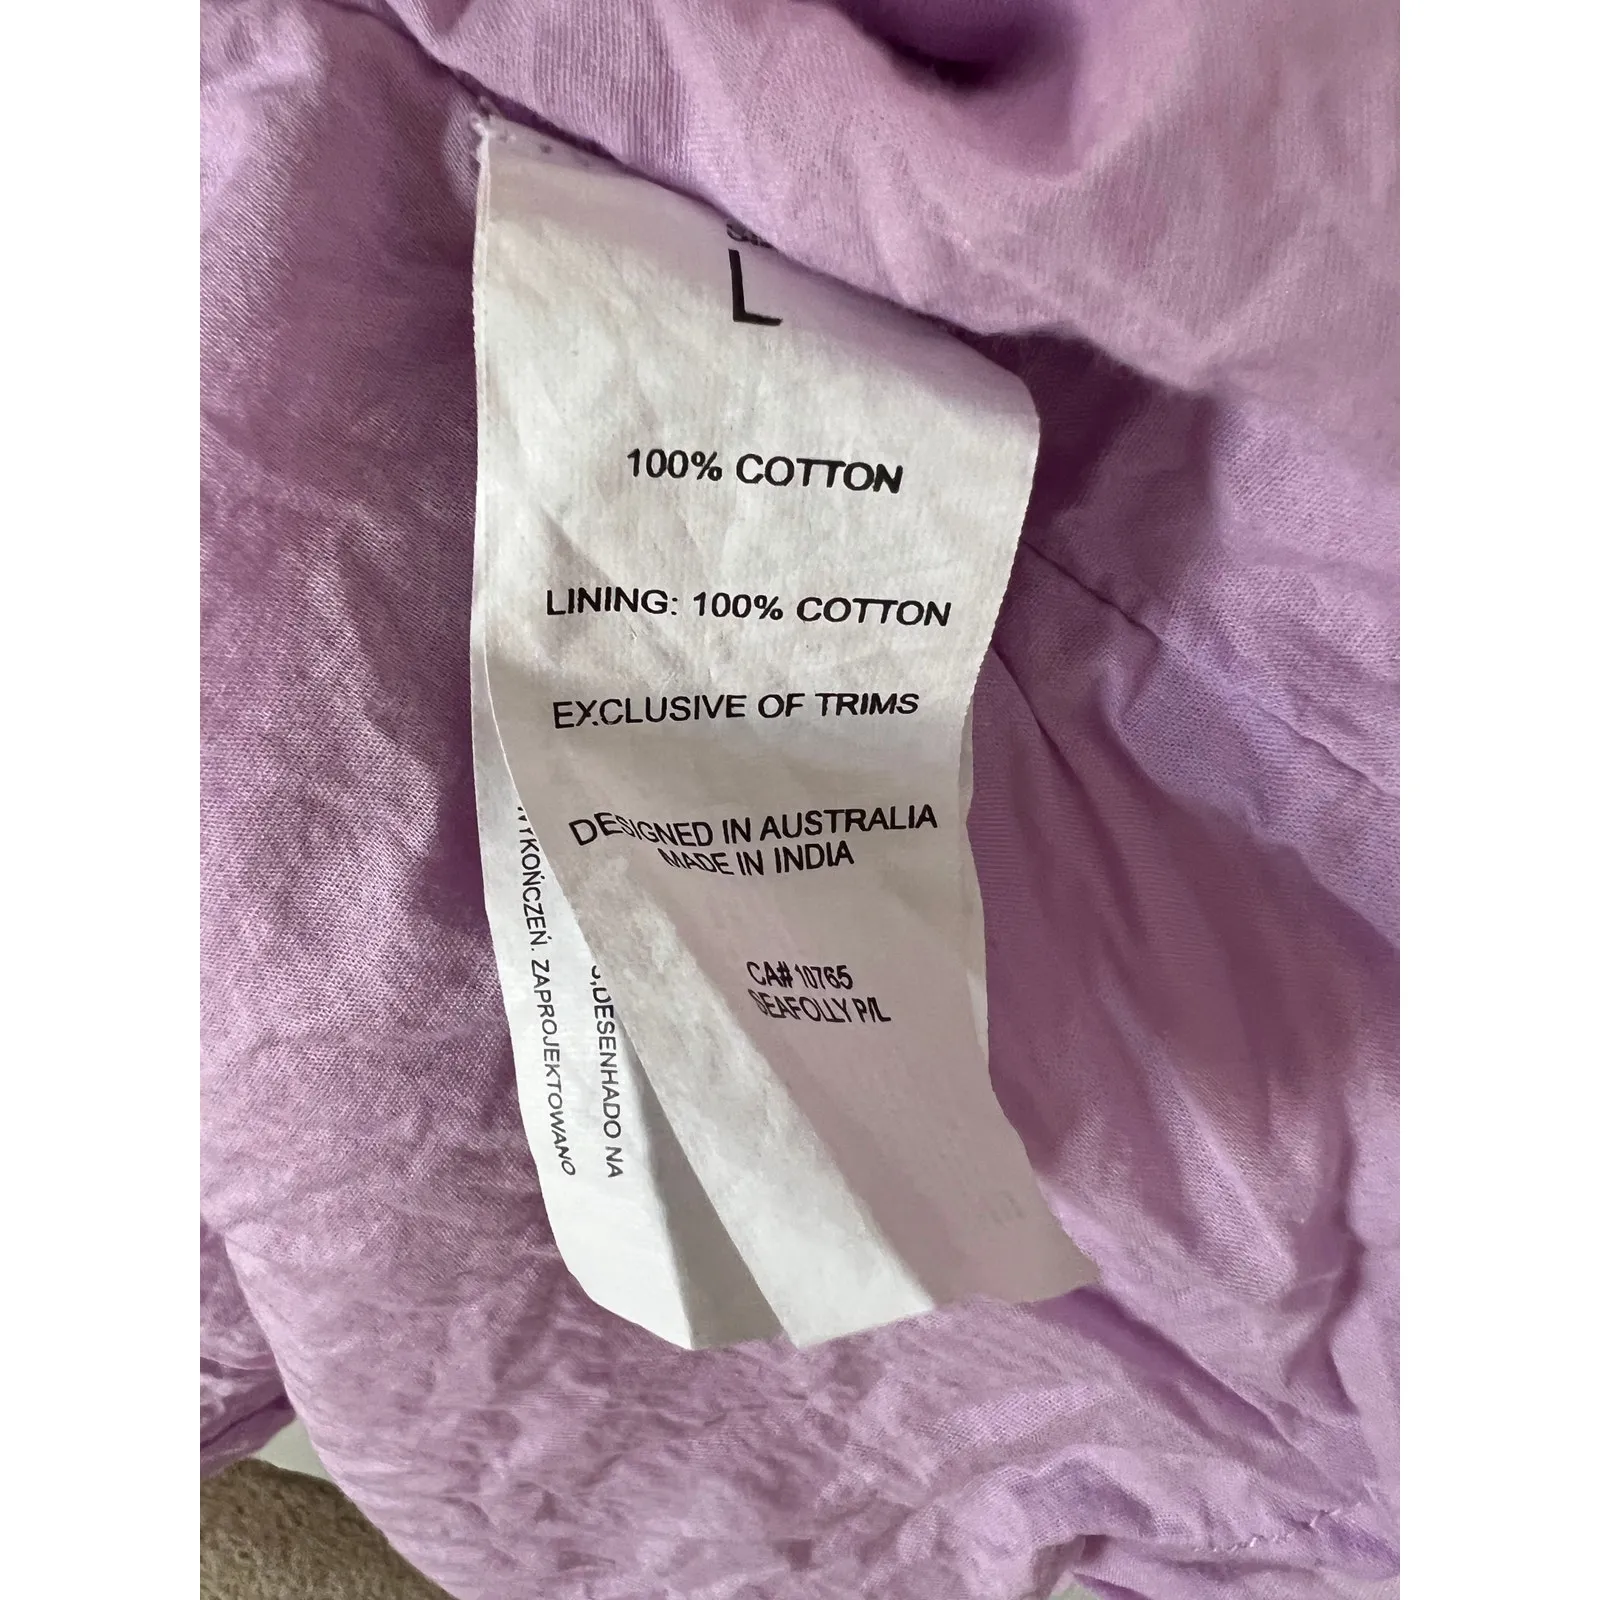 L
100% COTTON
LINING: 100% COTTON
EXCLUSIVE OF TRIMS
DESIGNED IN AUSTRALIA
MADE IN INDIA
CA# 10765
SEAFOLLY P/L
WYKOŃCZEŃ. ZAPROJEKTOWANO
DESENHADO NA